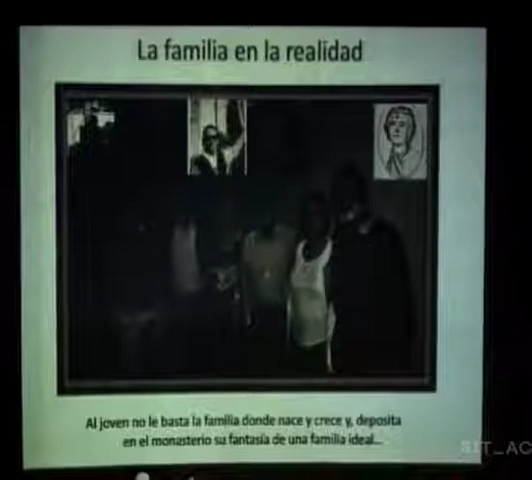 La familia en la realidad
Al joven no le basta la familia donde nace y crece y, deposita
en el monasterio su fantasía de una familia ideal...